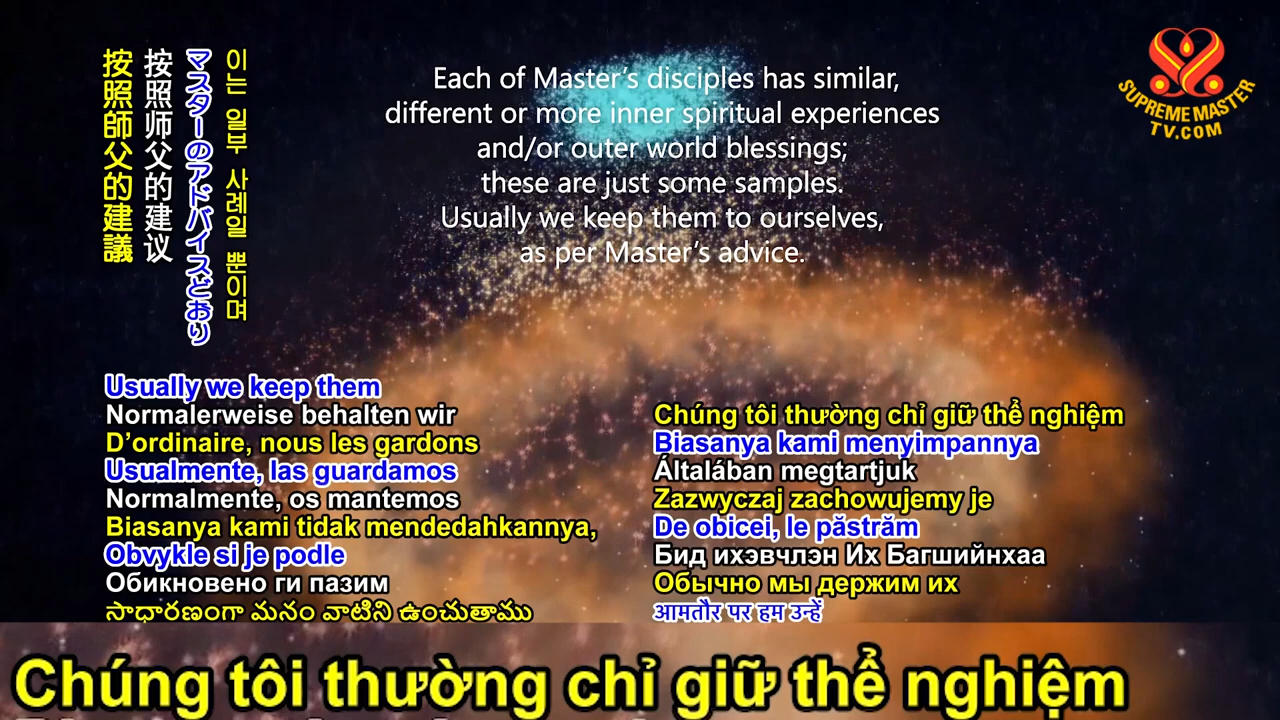 按照師父的建議
按照师父的建议
マスターのアドバイスどおり
이는 일부 사례일 뿐이며
Each of Master’s disciples has similar,
different or more inner spiritual experiences
and/or outer world blessings;
these are just some samples.
Usually we keep them to ourselves,
as per Master’s advice.
SUPREME MASTER
TV.COM
Usually we keep them
Normalerweise behalten wir
D’ordinaire, nous les gardons
Usualmente, las guardamos
Normalmente, os mantemos
Biasanya kami tidak mendedahkannya,
Obvykle si je podle
Обикновено ги пазим
సాధారణంగా మనం వాటిని ఉంచుతాము
Chúng tôi thường chỉ giữ thể nghiệm
Biasanya kami menyimpannya
Általában megtartjuk
Zazwyczaj zachowujemy je
De obicei, le păstrăm
Бид ихэвчлэн Их Багшийнхаа
Обычно мы держим их
आमतौर पर हम उन्हें
Chúng tôi thường chỉ giữ thể nghiệm